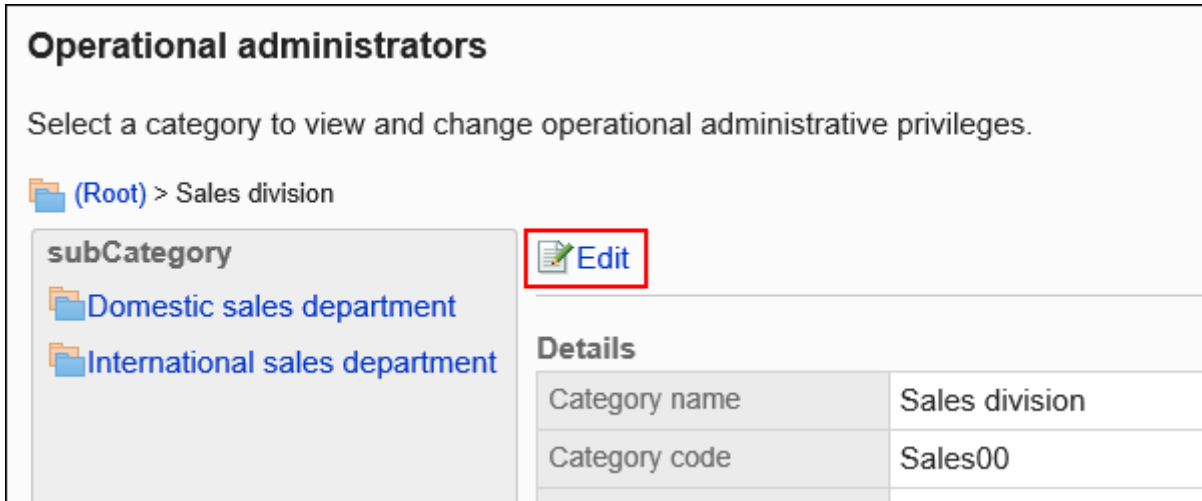 Operational administrators
Select a category to view and change operational administrative privileges.
(Root) > Sales division
subCategory
Domestic sales department
International sales department
Edit
Details
Category name Sales division
Category code Sales00